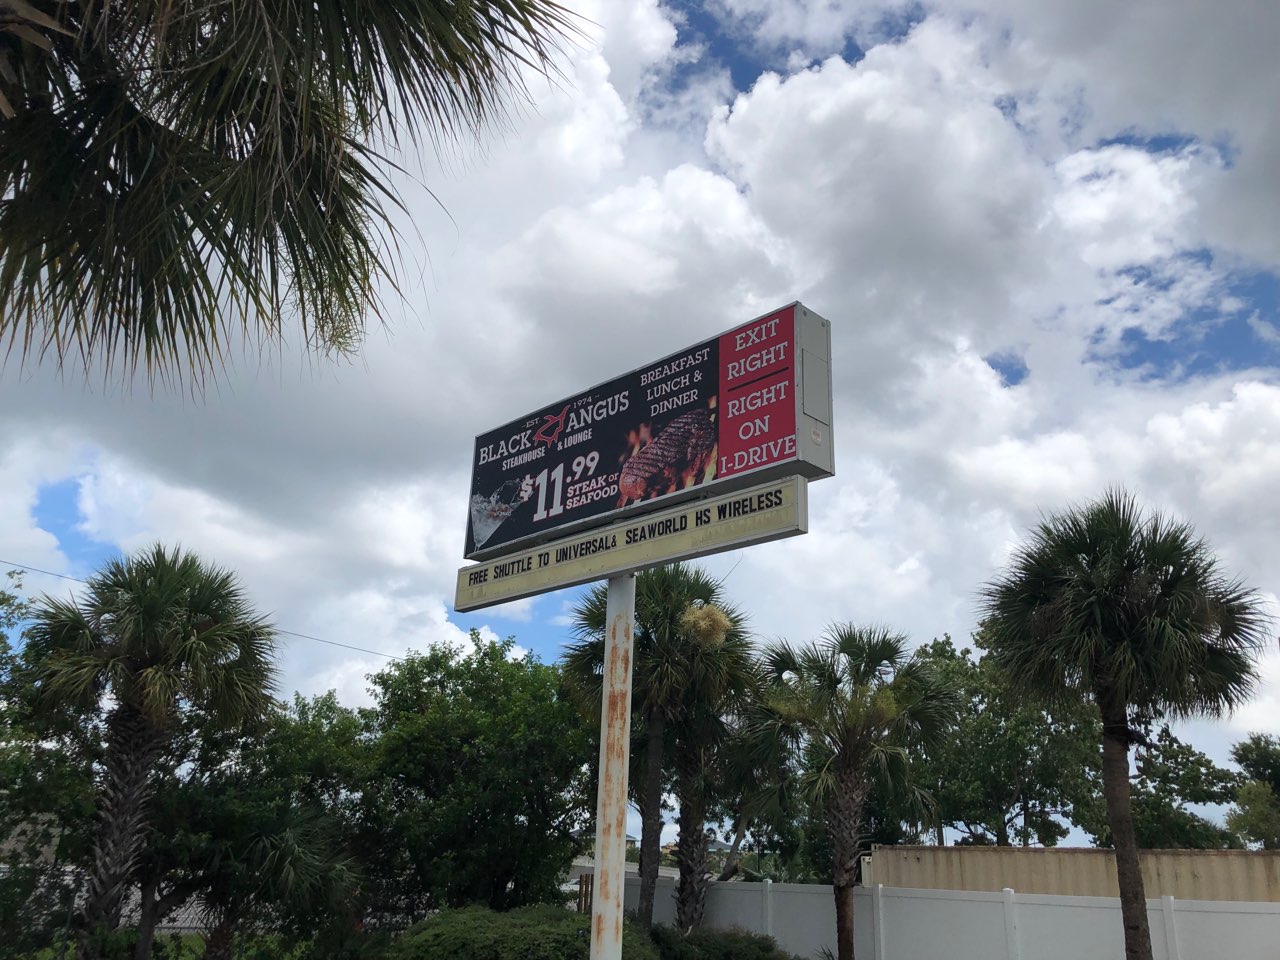 EST. 1974
BLACK ANGUS
STEAKHOUSE & LOUNGE
$11.99
STEAK or
SEAFOOD
BREAKFAST
LUNCH &
DINNER
EXIT
RIGHT
RIGHT
ON
I-DRIVE
FREE SHUTTLE TO UNIVERSAL& SEAWORLD HS WIRELESS